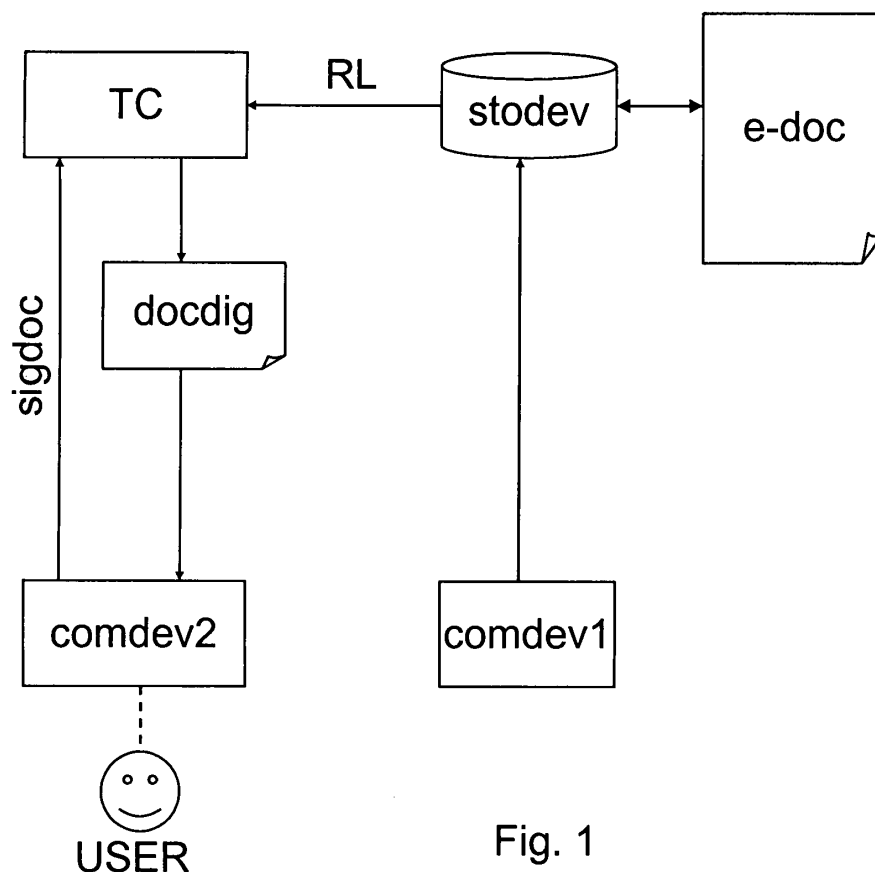 RL
TC
stodev
e-doc
docdig
sigdoc
comdev2
comdev1
USER
Fig. 1